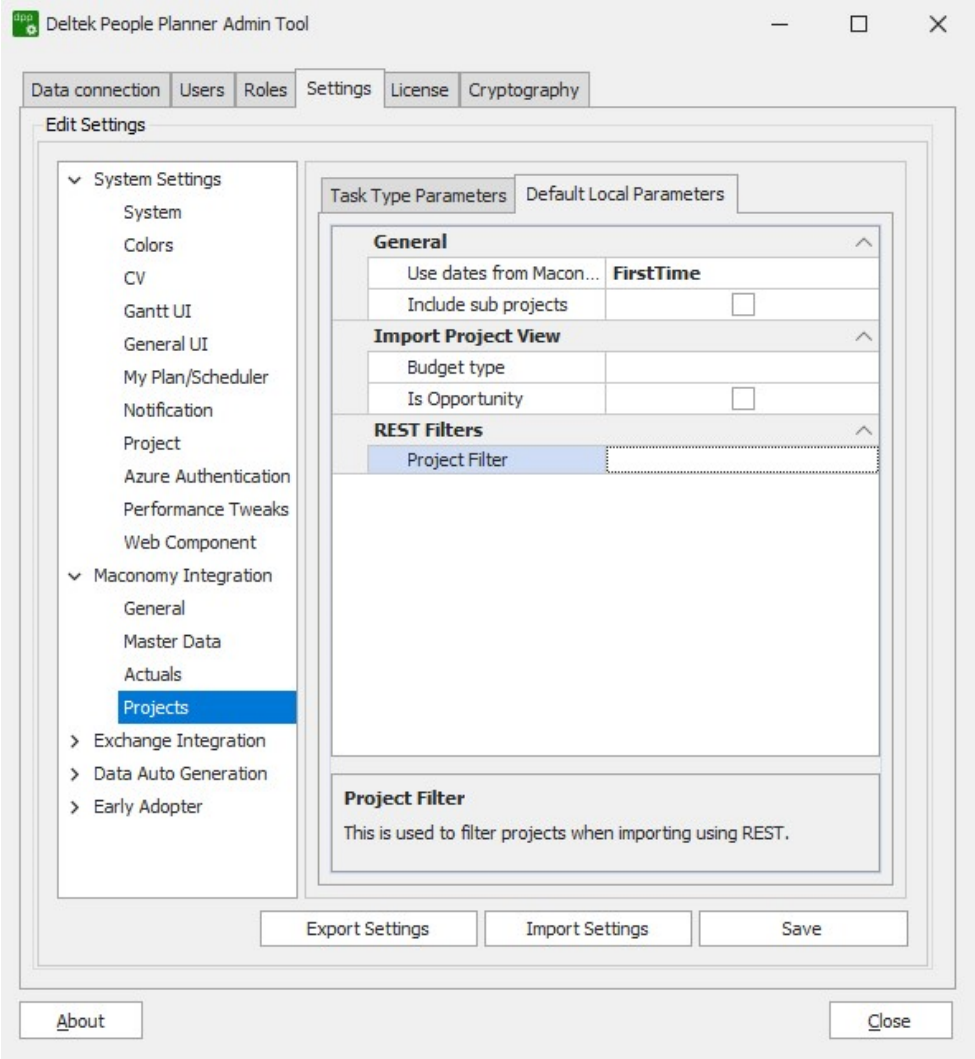 dpp
Deltek People Planner Admin Tool
Data connection Users Roles Settings License Cryptography
Edit Settings
System Settings
System
Colors
CV
Gantt UI
General UI
My Plan/Scheduler
Notification
Project
Azure Authentication
Performance Tweaks
Web Component
Maconomy Integration
General
Master Data
Actuals
Projects
Exchange Integration
Data Auto Generation
Early Adopter
Task Type Parameters Default Local Parameters
General
Use dates from Macon... FirstTime
Include sub projects
Import Project View
Budget type
Is Opportunity
REST Filters
Project Filter
Project Filter
This is used to filter projects when importing using REST.
Export Settings Import Settings Save
About Close